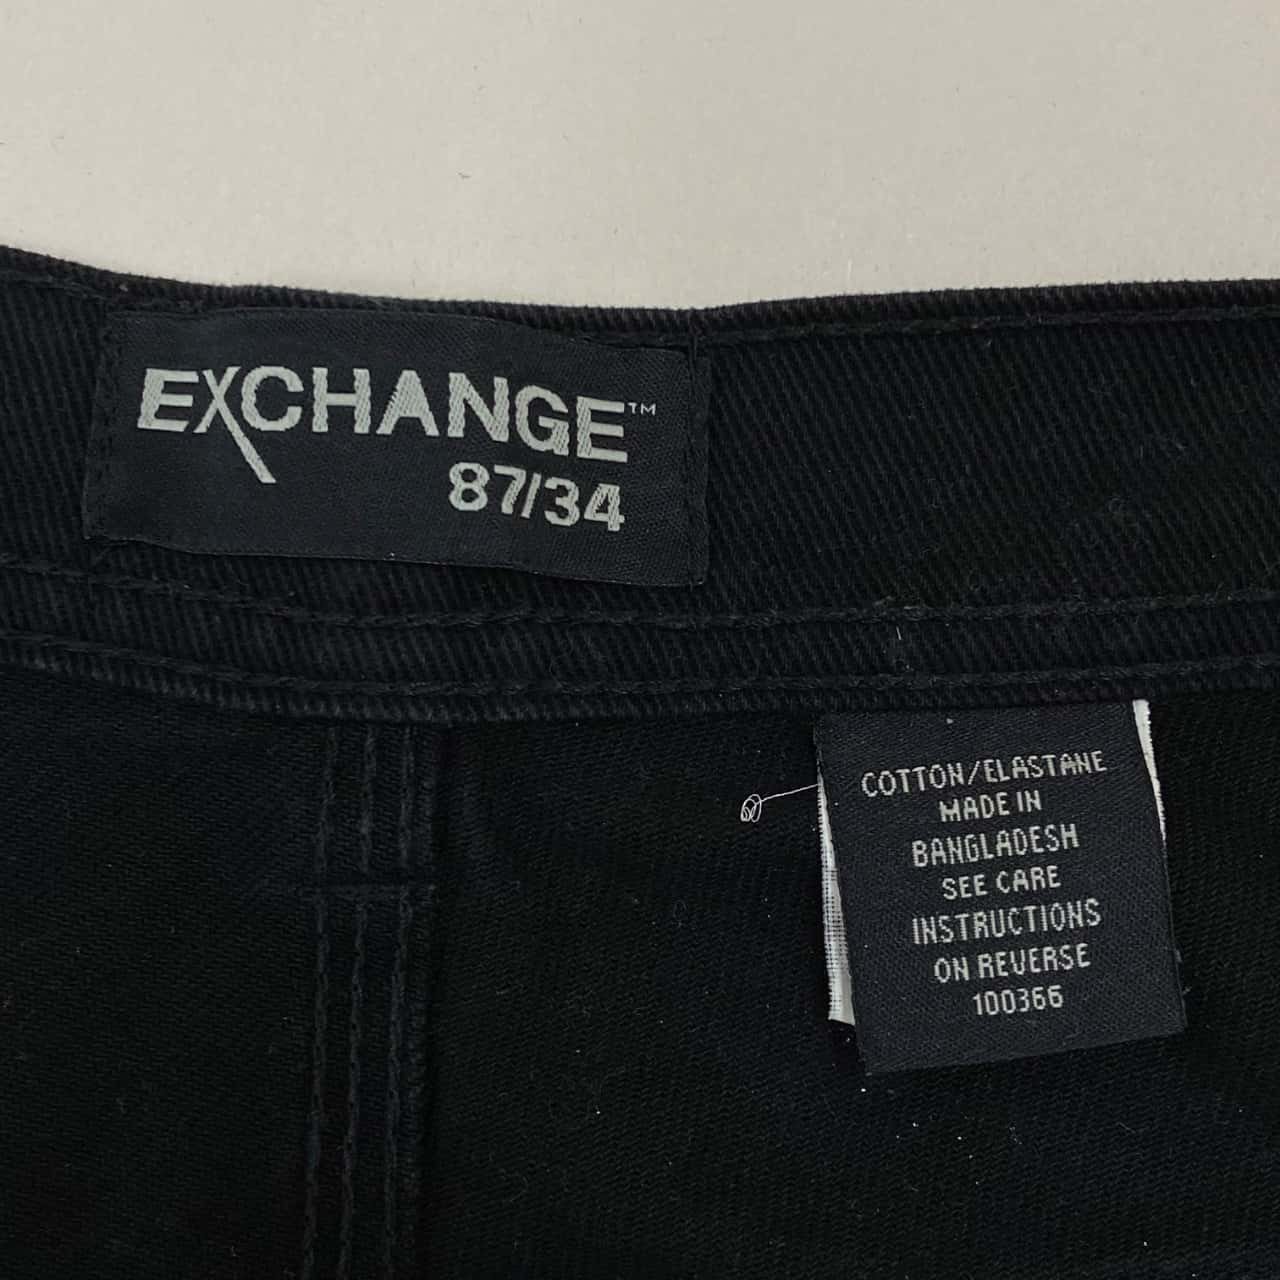 EXCHANGE™
87/34
COTTON/ELASTANE
MADE IN
BANGLADESH
SEE CARE
INSTRUCTIONS
ON REVERSE
100366